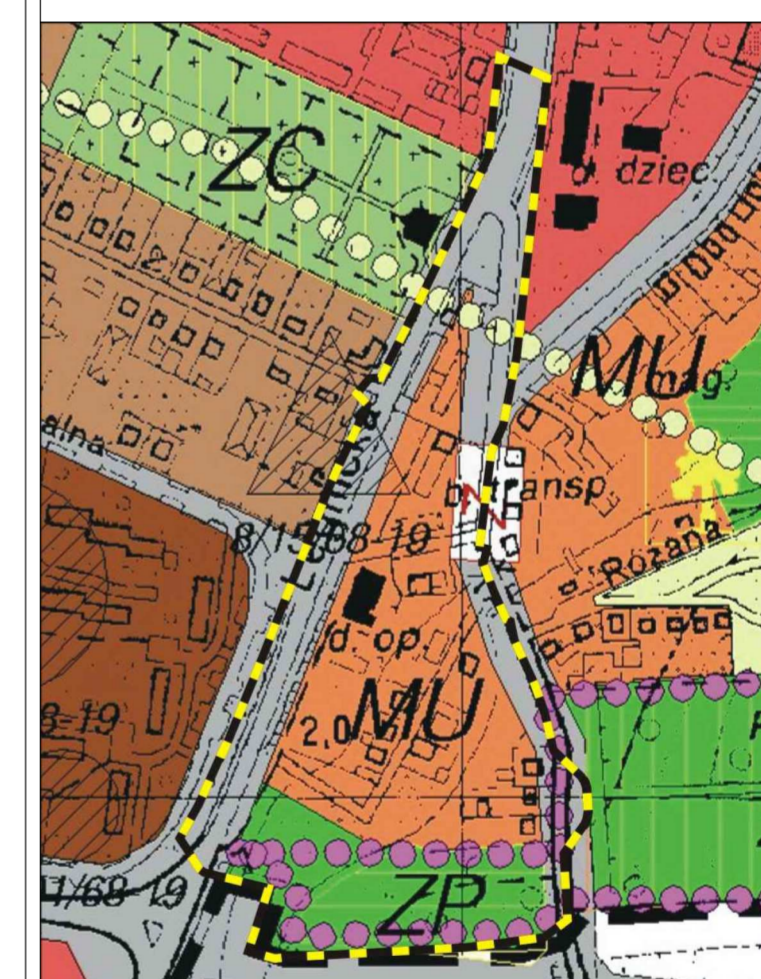 ZC
d. dziec.
MU
mag.
alna
b. transp
8/15/68-19
Różana
d. op.
MU
2,0
8-19
1/68-19
ZP